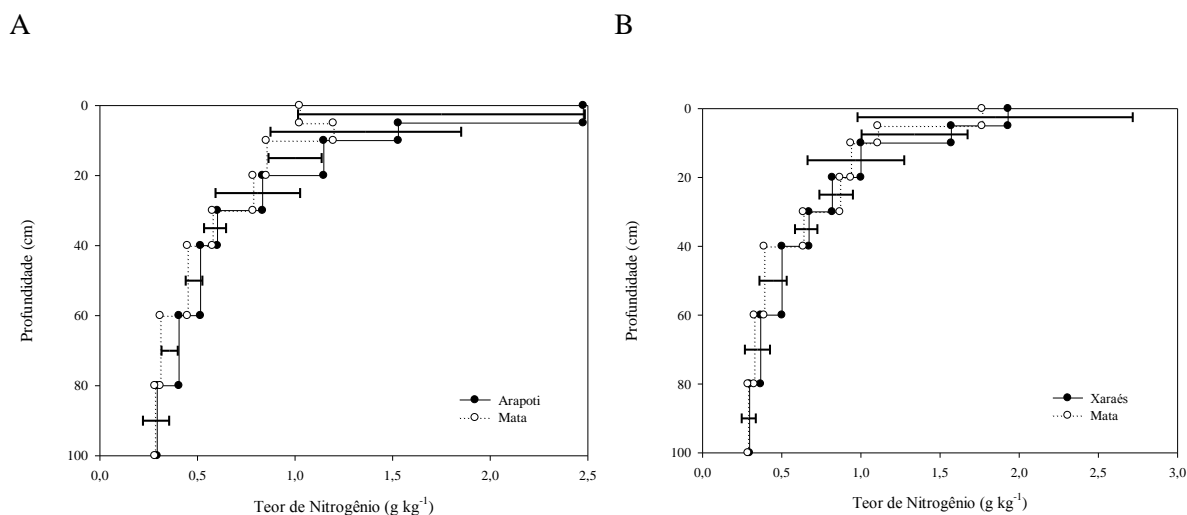 A
B
0
20
40
60
80
100
Profundidade (cm)
Arapoti
Mata
0,0 0,5 1,0 1,5 2,0 2,5
Teor de Nitrogênio (g kg⁻¹)
0
20
40
60
80
100
Profundidade (cm)
Xaraés
Mata
0,0 0,5 1,0 1,5 2,0 2,5 3,0
Teor de Nitrogênio (g kg⁻¹)